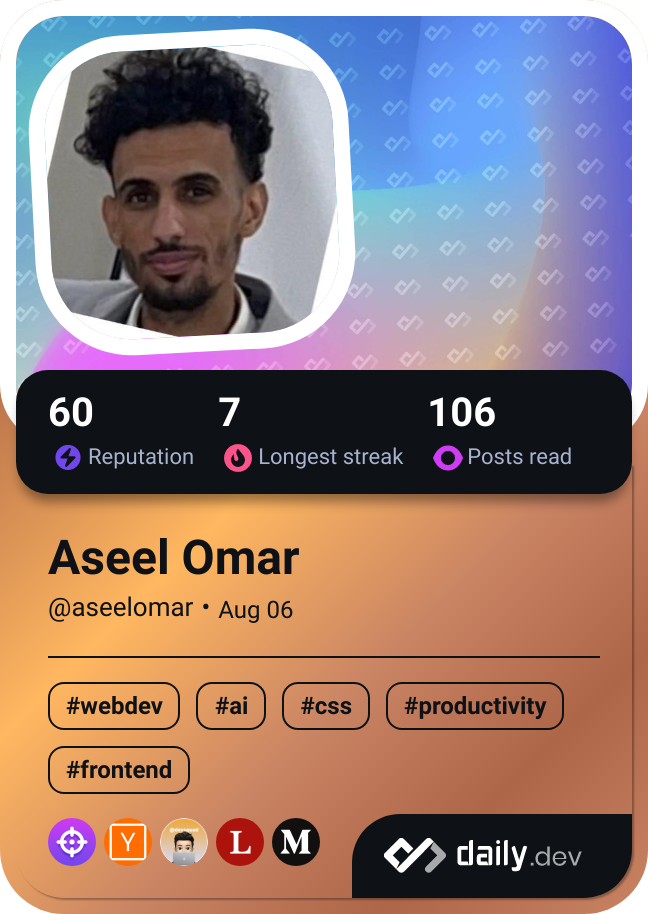 60 7 106
Reputation Longest streak Posts read
Aseel Omar
@aseelomar • Aug 06
#webdev #ai #css #productivity
#frontend
Y L M daily.dev